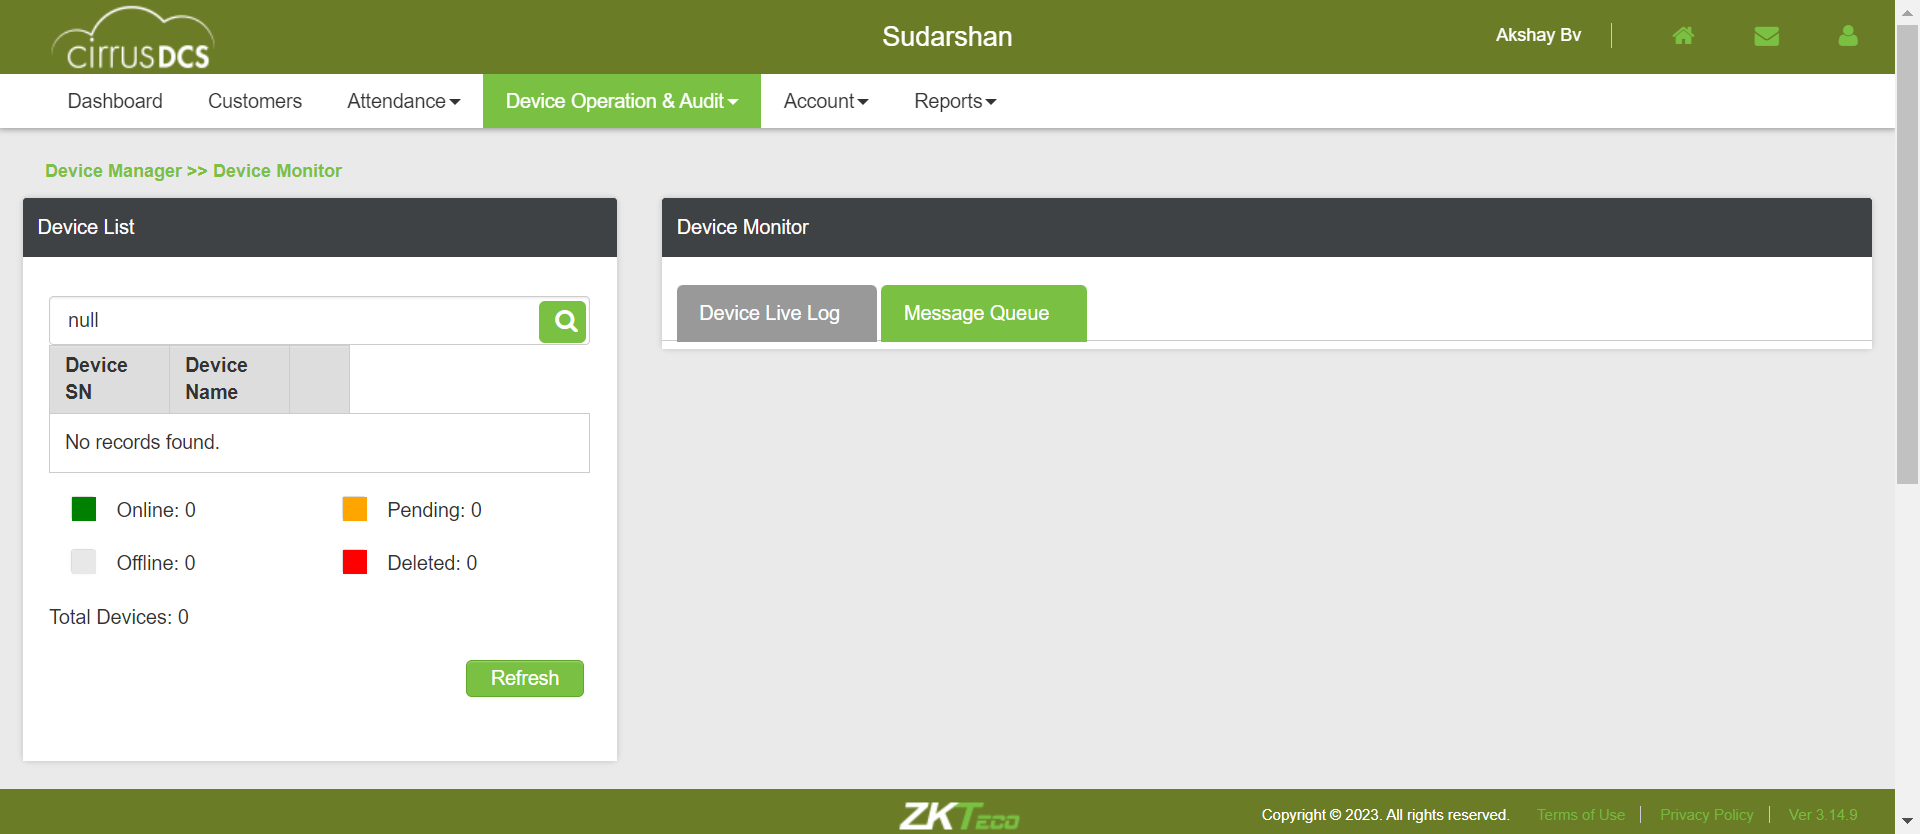 cirrusDCS
Sudarshan
Akshay Bv
Dashboard
Customers
Attendance
Device Operation & Audit
Account
Reports
Device Manager >> Device Monitor
Device List
null
Device SN
Device Name
No records found.
Online: 0
Pending: 0
Offline: 0
Deleted: 0
Total Devices: 0
Refresh
Device Monitor
Device Live Log
Message Queue
ZKTECO
Copyright © 2023. All rights reserved.
Terms of Use
Privacy Policy
Ver 3.14.9